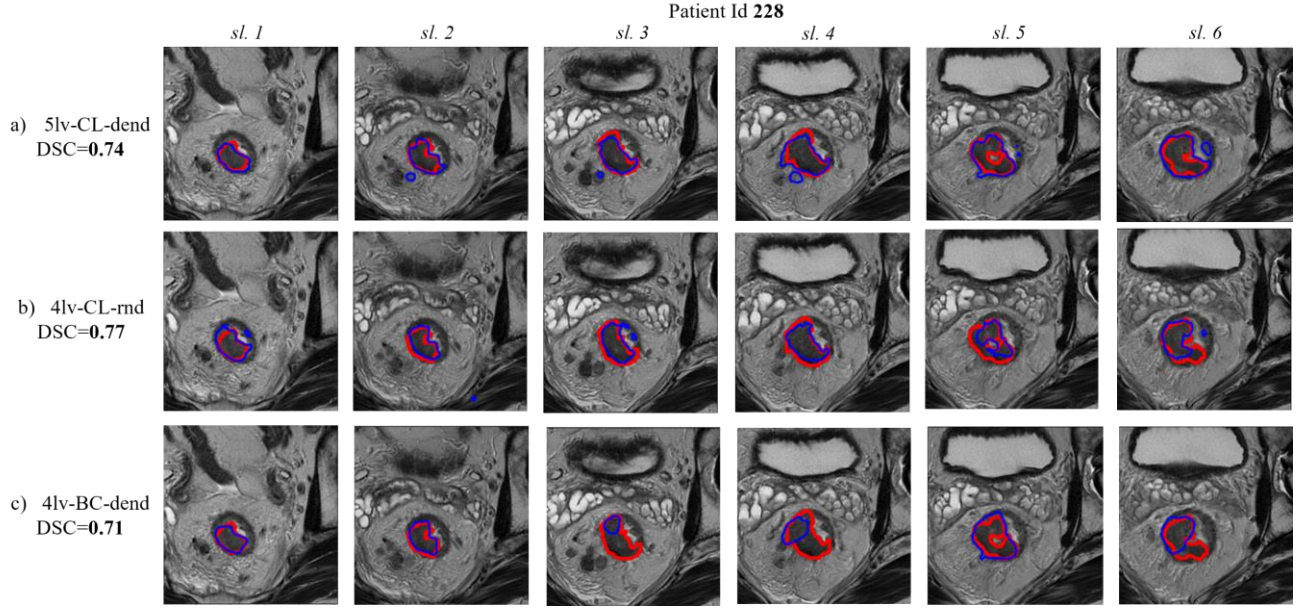 Patient Id 228
sl. 1 sl. 2 sl. 3 sl. 4 sl. 5 sl. 6
a) 5lv-CL-dend
DSC=0.74
b) 4lv-CL-rnd
DSC=0.77
c) 4lv-BC-dend
DSC=0.71